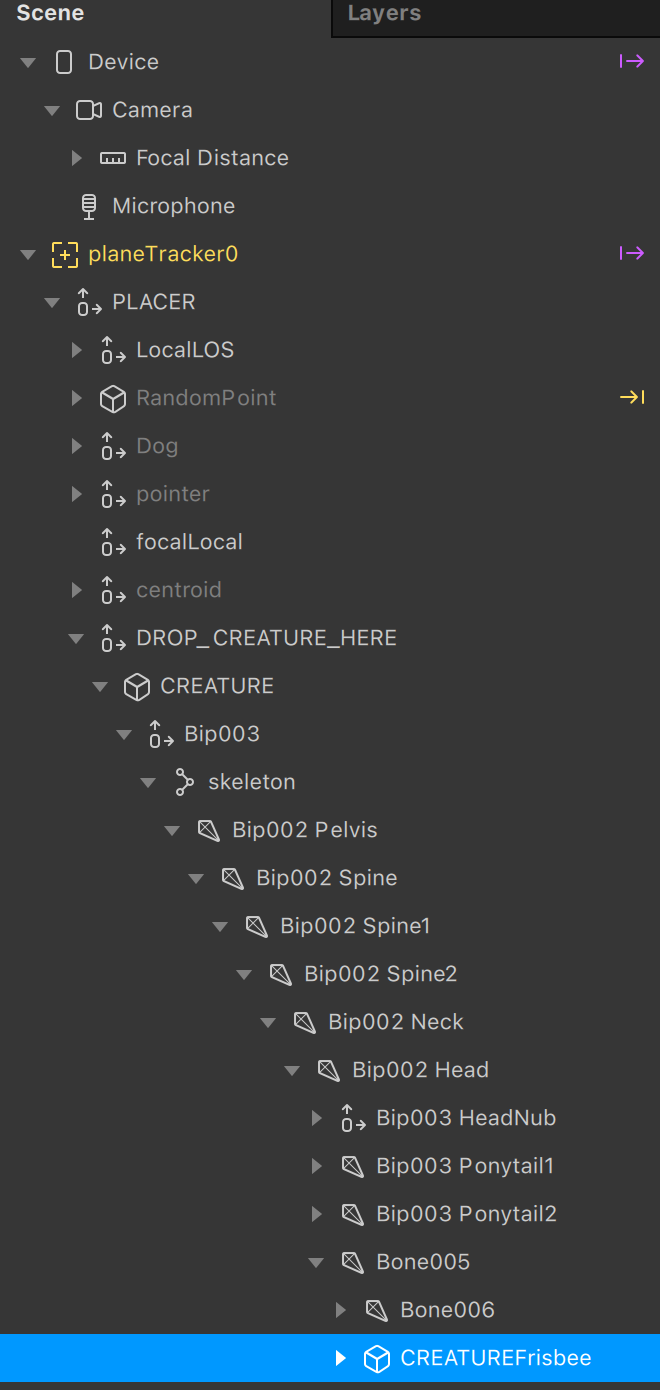 Scene
Layers
Device
Camera
Focal Distance
Microphone
planeTracker0
PLACER
LocalLOS
RandomPoint
Dog
pointer
focalLocal
centroid
DROP_CREATURE_HERE
CREATURE
Bip003
skeleton
Bip002 Pelvis
Bip002 Spine
Bip002 Spine1
Bip002 Spine2
Bip002 Neck
Bip002 Head
Bip003 HeadNub
Bip003 Ponytail1
Bip003 Ponytail2
Bone005
Bone006
CREATUREFrisbee